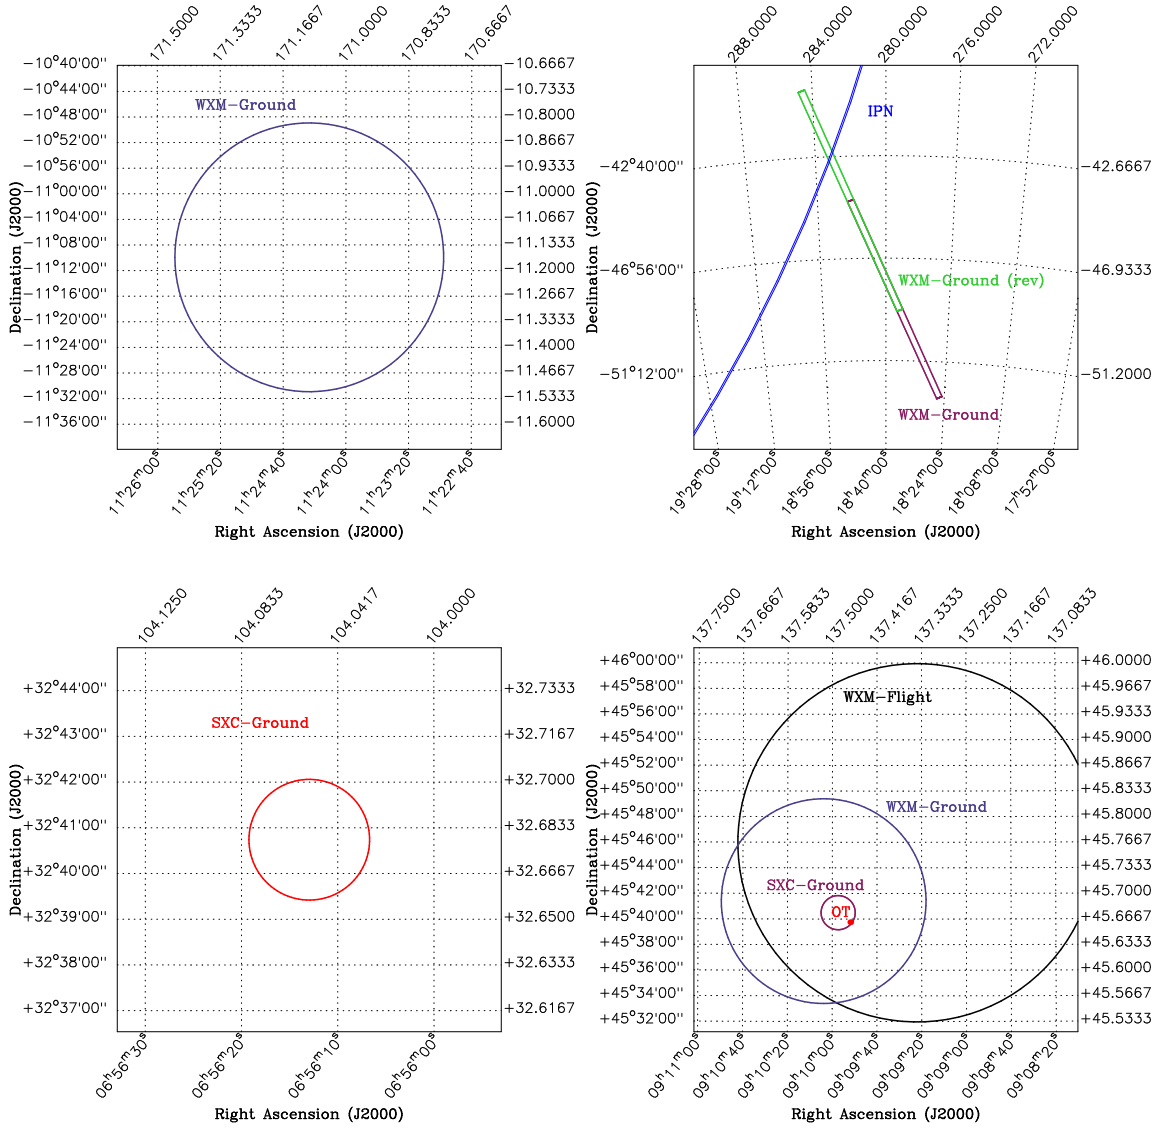 171.5000 171.3333 171.1667 171.0000 170.8333 170.6667
−10°40'00" −10.6667
−10°44'00" −10.7333
WXM−Ground
−10°48'00" −10.8000
−10°52'00" −10.8667
−10°56'00" −10.9333
−11°00'00" −11.0000
−11°04'00" −11.0667
−11°08'00" −11.1333
−11°12'00" −11.2000
−11°16'00" −11.2667
−11°20'00" −11.3333
−11°24'00" −11.4000
−11°28'00" −11.4667
−11°32'00" −11.5333
−11°36'00" −11.6000
Declination (J2000)
11h26m00s 11h25m20s 11h24m40s 11h24m00s 11h23m20s 11h22m40s
Right Ascension (J2000)
288.0000 284.0000 280.0000 276.0000 272.0000
IPN
−42°40'00" −42.6667
−46°56'00" −46.9333
WXM−Ground (rev)
−51°12'00" −51.2000
WXM−Ground
Declination (J2000)
19h28m00s 19h12m00s 18h56m00s 18h40m00s 18h24m00s 18h08m00s 17h52m00s
Right Ascension (J2000)
104.1250 104.0833 104.0417 104.0000
+32°44'00" +32.7333
SXC−Ground
+32°43'00" +32.7167
+32°42'00" +32.7000
+32°41'00" +32.6833
+32°40'00" +32.6667
+32°39'00" +32.6500
+32°38'00" +32.6333
+32°37'00" +32.6167
Declination (J2000)
06h56m30s 06h56m20s 06h56m10s 06h56m00s
Right Ascension (J2000)
137.7500 137.6667 137.5833 137.5000 137.4167 137.3333 137.2500 137.1667 137.0833
+46°00'00" +46.0000
+45°58'00" +45.9667
WXM−Flight
+45°56'00" +45.9333
+45°54'00" +45.9000
+45°52'00" +45.8667
+45°50'00" +45.8333
WXM−Ground
+45°48'00" +45.8000
+45°46'00" +45.7667
+45°44'00" +45.7333
SXC−Ground
+45°42'00" +45.7000
OT
+45°40'00" +45.6667
+45°38'00" +45.6333
+45°36'00" +45.6000
+45°34'00" +45.5667
+45°32'00" +45.5333
Declination (J2000)
09h11m00s 09h10m40s 09h10m20s 09h10m00s 09h09m40s 09h09m20s 09h09m00s 09h08m40s 09h08m20s
Right Ascension (J2000)